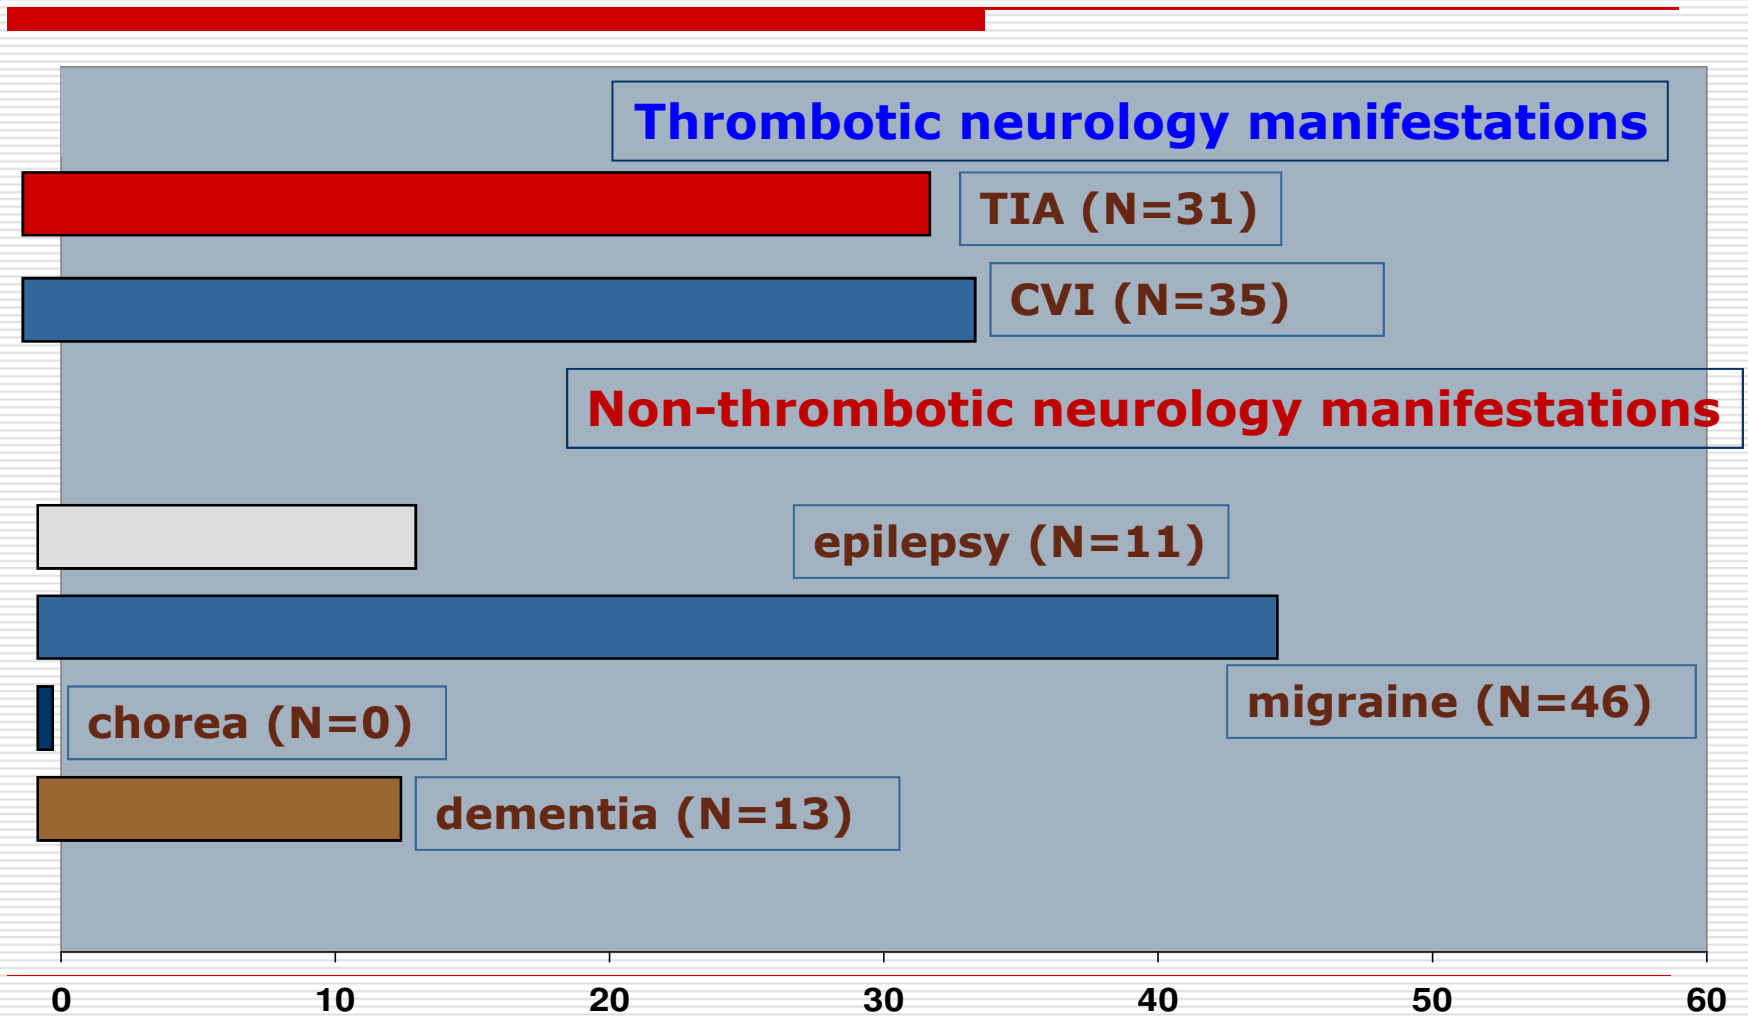 Thrombotic neurology manifestations
TIA (N=31)
CVI (N=35)
Non-thrombotic neurology manifestations
epilepsy (N=11)
migraine (N=46)
chorea (N=0)
dementia (N=13)
0 10 20 30 40 50 60